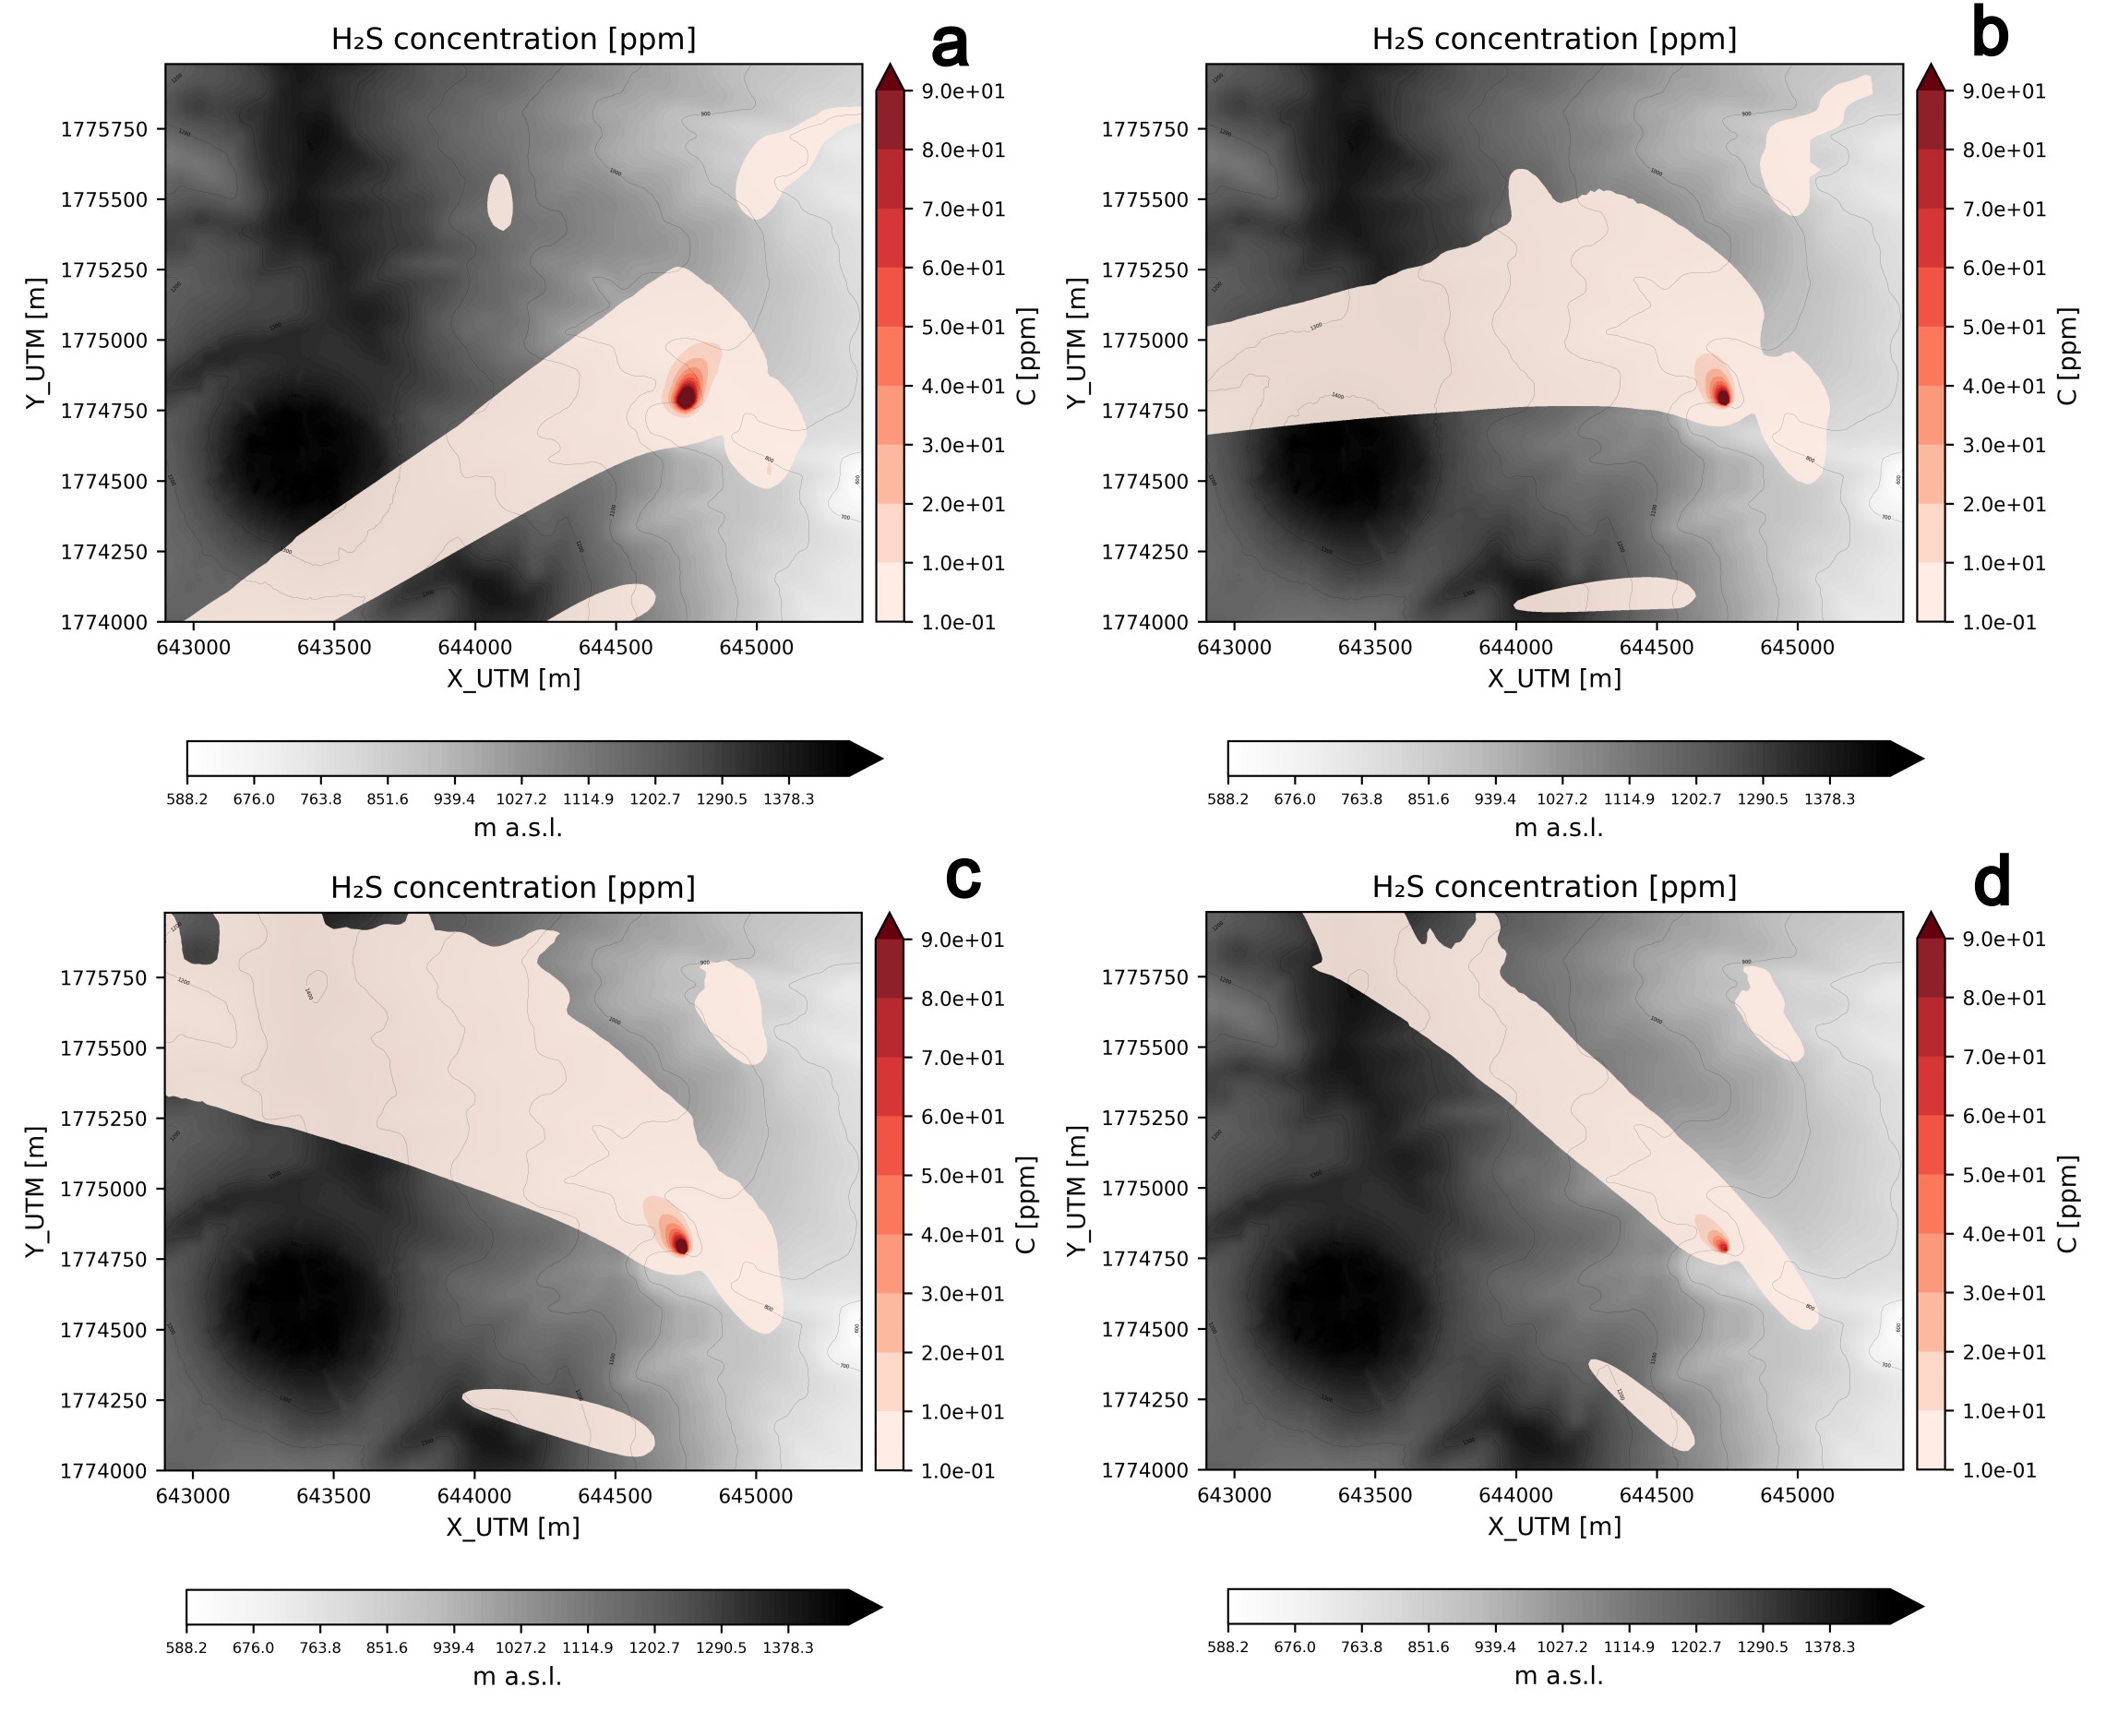 H₂S concentration [ppm]
a
1775750
1775500
1775250
1775000
1774750
1774500
1774250
1774000
Y_UTM [m]
643000 643500 644000 644500 645000
X_UTM [m]
9.0e+01
8.0e+01
7.0e+01
6.0e+01
5.0e+01
4.0e+01
3.0e+01
2.0e+01
1.0e+01
1.0e-01
C [ppm]
588.2 676.0 763.8 851.6 939.4 1027.2 1114.9 1202.7 1290.5 1378.3
m a.s.l.
H₂S concentration [ppm]
b
1775750
1775500
1775250
1775000
1774750
1774500
1774250
1774000
Y_UTM [m]
643000 643500 644000 644500 645000
X_UTM [m]
9.0e+01
8.0e+01
7.0e+01
6.0e+01
5.0e+01
4.0e+01
3.0e+01
2.0e+01
1.0e+01
1.0e-01
C [ppm]
588.2 676.0 763.8 851.6 939.4 1027.2 1114.9 1202.7 1290.5 1378.3
m a.s.l.
H₂S concentration [ppm]
c
1775750
1775500
1775250
1775000
1774750
1774500
1774250
1774000
Y_UTM [m]
643000 643500 644000 644500 645000
X_UTM [m]
9.0e+01
8.0e+01
7.0e+01
6.0e+01
5.0e+01
4.0e+01
3.0e+01
2.0e+01
1.0e+01
1.0e-01
C [ppm]
588.2 676.0 763.8 851.6 939.4 1027.2 1114.9 1202.7 1290.5 1378.3
m a.s.l.
H₂S concentration [ppm]
d
1775750
1775500
1775250
1775000
1774750
1774500
1774250
1774000
Y_UTM [m]
643000 643500 644000 644500 645000
X_UTM [m]
9.0e+01
8.0e+01
7.0e+01
6.0e+01
5.0e+01
4.0e+01
3.0e+01
2.0e+01
1.0e+01
1.0e-01
C [ppm]
588.2 676.0 763.8 851.6 939.4 1027.2 1114.9 1202.7 1290.5 1378.3
m a.s.l.